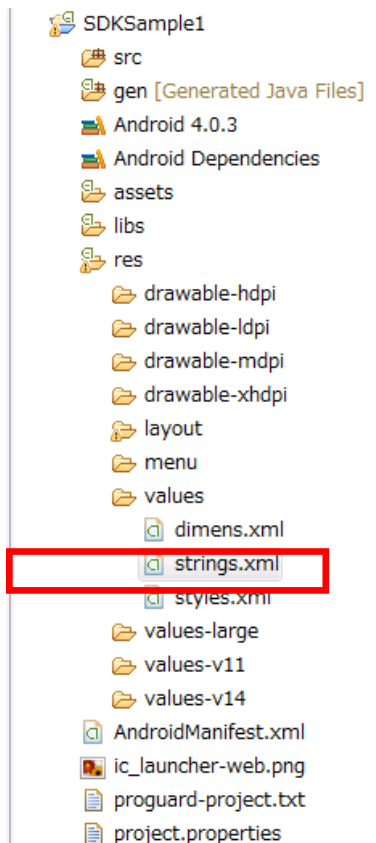 SDKSample1
src
gen [Generated Java Files]
Android 4.0.3
Android Dependencies
assets
libs
res
drawable-hdpi
drawable-ldpi
drawable-mdpi
drawable-xhdpi
layout
menu
values
dimens.xml
strings.xml
styles.xml
values-large
values-v11
values-v14
AndroidManifest.xml
ic_launcher-web.png
proguard-project.txt
project.properties